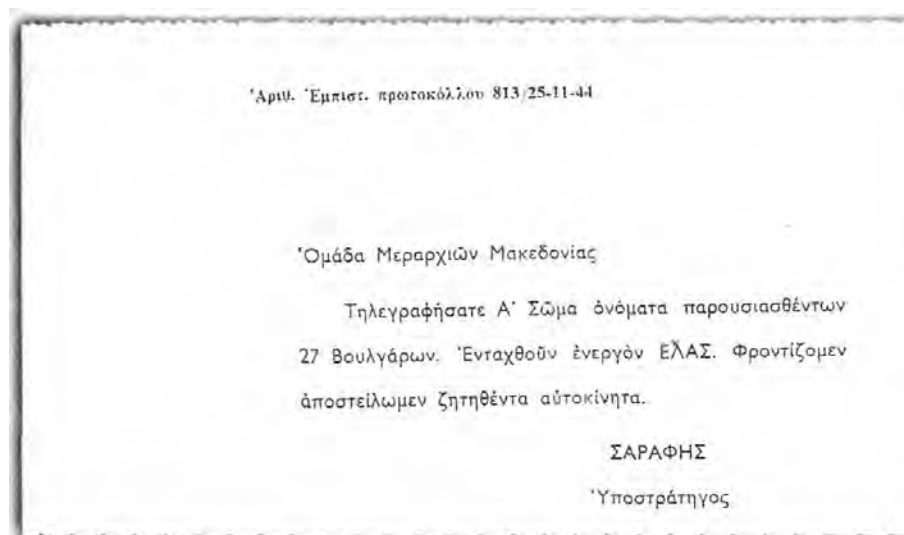 Ἀριθ. Ἐμπιστ. πρωτοκόλλου 813/25-11-44
Ὁμάδα Μεραρχιῶν Μακεδονίας
Τηλεγραφήσατε Α΄ Σῶμα ὀνόματα παρουσιασθέντων
27 Βουλγάρων. Ἐνταχθοῦν ἐνεργὸν ΕΛΑΣ. Φροντίζομεν
ἀποστείλωμεν ζητηθέντα αὐτοκίνητα.
ΣΑΡΑΦΗΣ
Ὑποστράτηγος